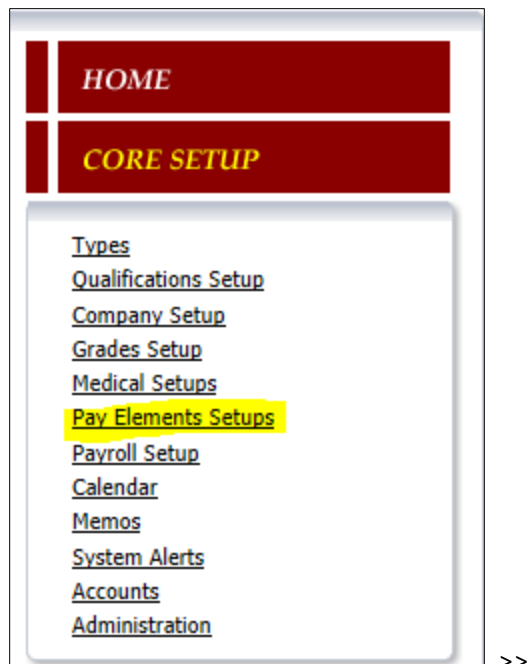 HOME
CORE SETUP
Types
Qualifications Setup
Company Setup
Grades Setup
Medical Setups
Pay Elements Setups
Payroll Setup
Calendar
Memos
System Alerts
Accounts
Administration
>>